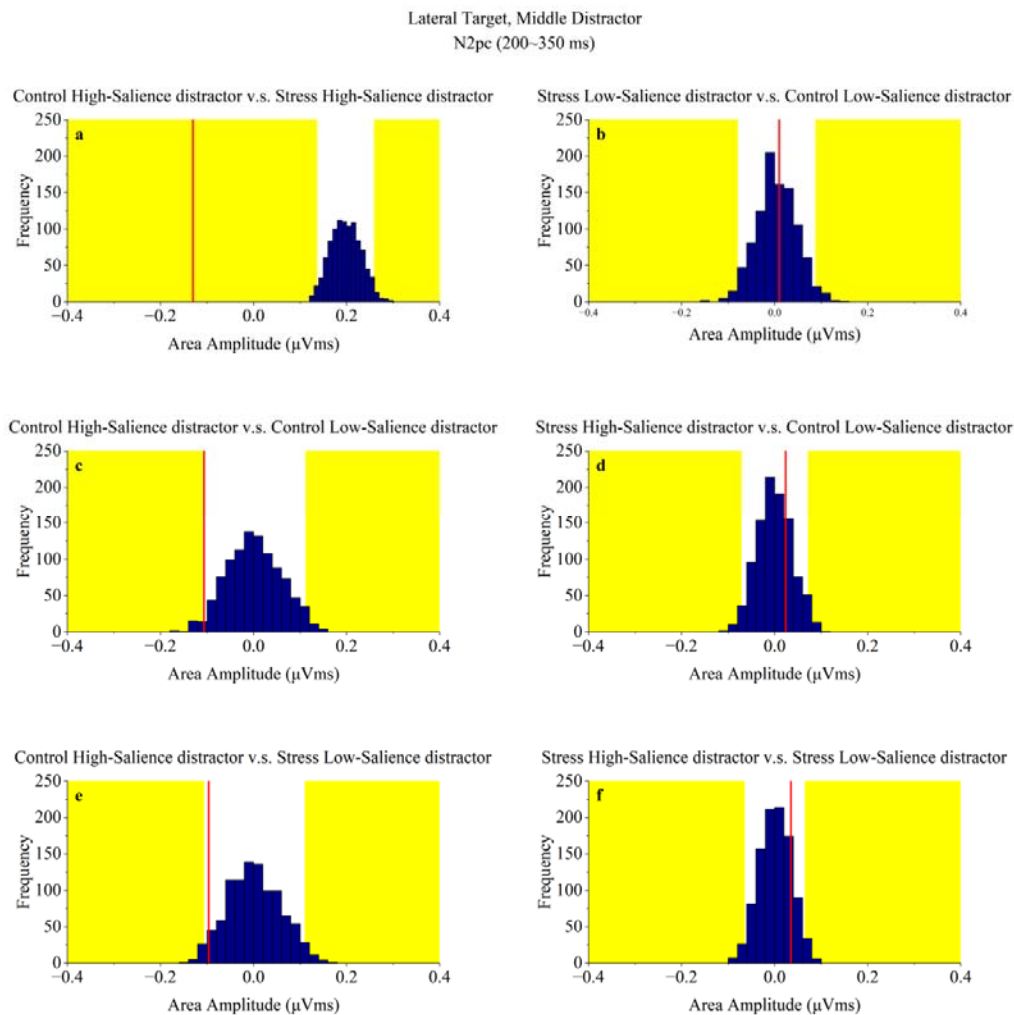 Lateral Target, Middle Distractor
N2pc (200~350 ms)
Control High-Salience distractor v.s. Stress High-Salience distractor
a
250
200
150
100
50
0
Frequency
−0.4
0.0
0.2
0.4
Area Amplitude (μVms)
Stress Low-Salience distractor v.s. Control Low-Salience distractor
b
250
200
150
100
50
0
Frequency
−0.4
−0.2
0.0
0.2
0.4
Area Amplitude (μVms)
Control High-Salience distractor v.s. Control Low-Salience distractor
c
250
200
150
100
50
0
Frequency
−0.4
−0.2
0.0
0.2
0.4
Area Amplitude (μVms)
Stress High-Salience distractor v.s. Control Low-Salience distractor
d
250
200
150
100
50
0
Frequency
−0.4
−0.2
0.0
0.2
0.4
Area Amplitude (μVms)
Control High-Salience distractor v.s. Stress Low-Salience distractor
e
250
200
150
100
50
0
Frequency
−0.4
−0.2
0.0
0.2
0.4
Area Amplitude (μVms)
Stress High-Salience distractor v.s. Stress Low-Salience distractor
f
250
200
150
100
50
0
Frequency
−0.4
−0.2
0.0
0.2
0.4
Area Amplitude (μVms)